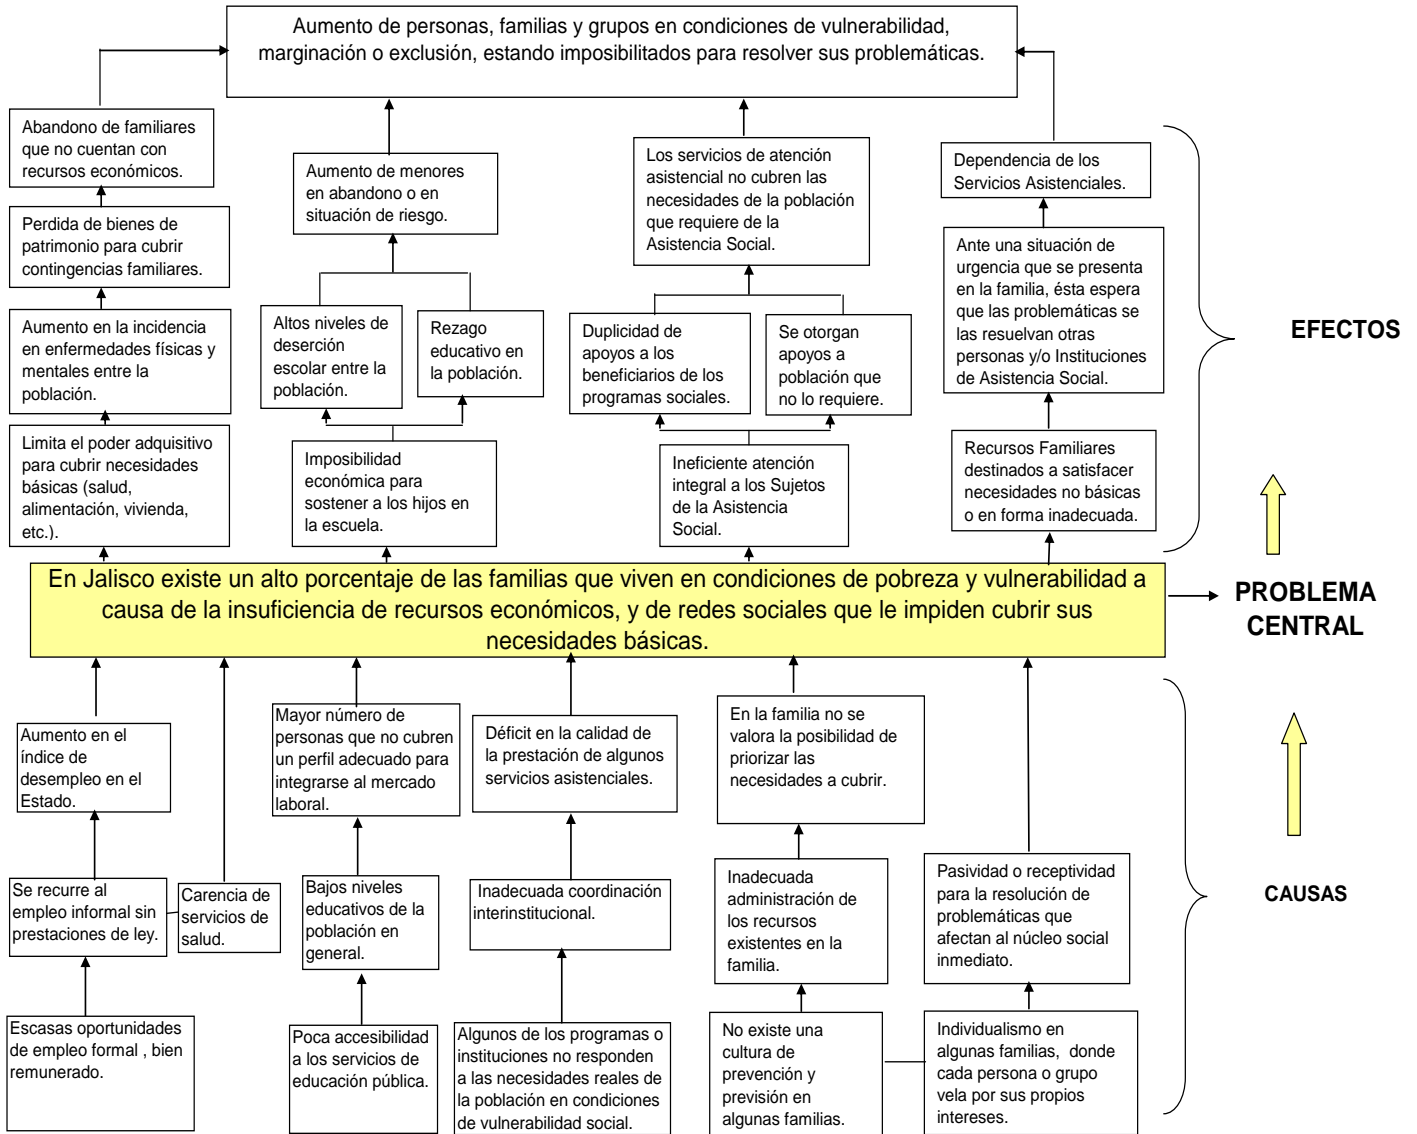 Aumento de personas, familias y grupos en condiciones de vulnerabilidad,
marginación o exclusión, estando imposibilitados para resolver sus problemáticas.
Abandono de familiares
que no cuentan con
recursos económicos.
Aumento de menores
en abandono o en
situación de riesgo.
Los servicios de atención
asistencial no cubren las
necesidades de la población
que requiere de la
Asistencia Social.
Dependencia de los
Servicios Asistenciales.
Perdida de bienes de
patrimonio para cubrir
contingencias familiares.
Ante una situación de
urgencia que se presenta
en la familia, ésta espera
que las problemáticas se
las resuelvan otras
personas y/o Instituciones
de Asistencia Social.
Aumento en la incidencia
en enfermedades físicas y
mentales entre la
población.
Altos niveles de
deserción
escolar entre la
población.
Rezago
educativo en
la población.
Duplicidad de
apoyos a los
beneficiarios de los
programas sociales.
Se otorgan
apoyos a
población que
no lo requiere.
EFECTOS
Limita el poder adquisitivo
para cubrir necesidades
básicas (salud,
alimentación, vivienda,
etc.).
Imposibilidad
económica para
sostener a los hijos en
la escuela.
Ineficiente atención
integral a los Sujetos
de la Asistencia
Social.
Recursos Familiares
destinados a satisfacer
necesidades no básicas
o en forma inadecuada.
En Jalisco existe un alto porcentaje de las familias que viven en condiciones de pobreza y vulnerabilidad a
causa de la insuficiencia de recursos económicos, y de redes sociales que le impiden cubrir sus
necesidades básicas.
PROBLEMA
CENTRAL
Aumento en el
índice de
desempleo en el
Estado.
Mayor número de
personas que no cubren
un perfil adecuado para
integrarse al mercado
laboral.
Déficit en la calidad de
la prestación de algunos
servicios asistenciales.
En la familia no se
valora la posibilidad de
priorizar las
necesidades a cubrir.
Se recurre al
empleo informal sin
prestaciones de ley.
Carencia de
servicios de
salud.
Bajos niveles
educativos de la
población en
general.
Inadecuada coordinación
interinstitucional.
Inadecuada
administración de
los recursos
existentes en la
familia.
Pasividad o receptividad
para la resolución de
problemáticas que
afectan al núcleo social
inmediato.
CAUSAS
Escasas oportunidades
de empleo formal , bien
remunerado.
Poca accesibilidad
a los servicios de
educación pública.
Algunos de los programas o
instituciones no responden
a las necesidades reales de
la población en condiciones
de vulnerabilidad social.
No existe una
cultura de
prevención y
previsión en
algunas familias.
Individualismo en
algunas familias, donde
cada persona o grupo
vela por sus propios
intereses.